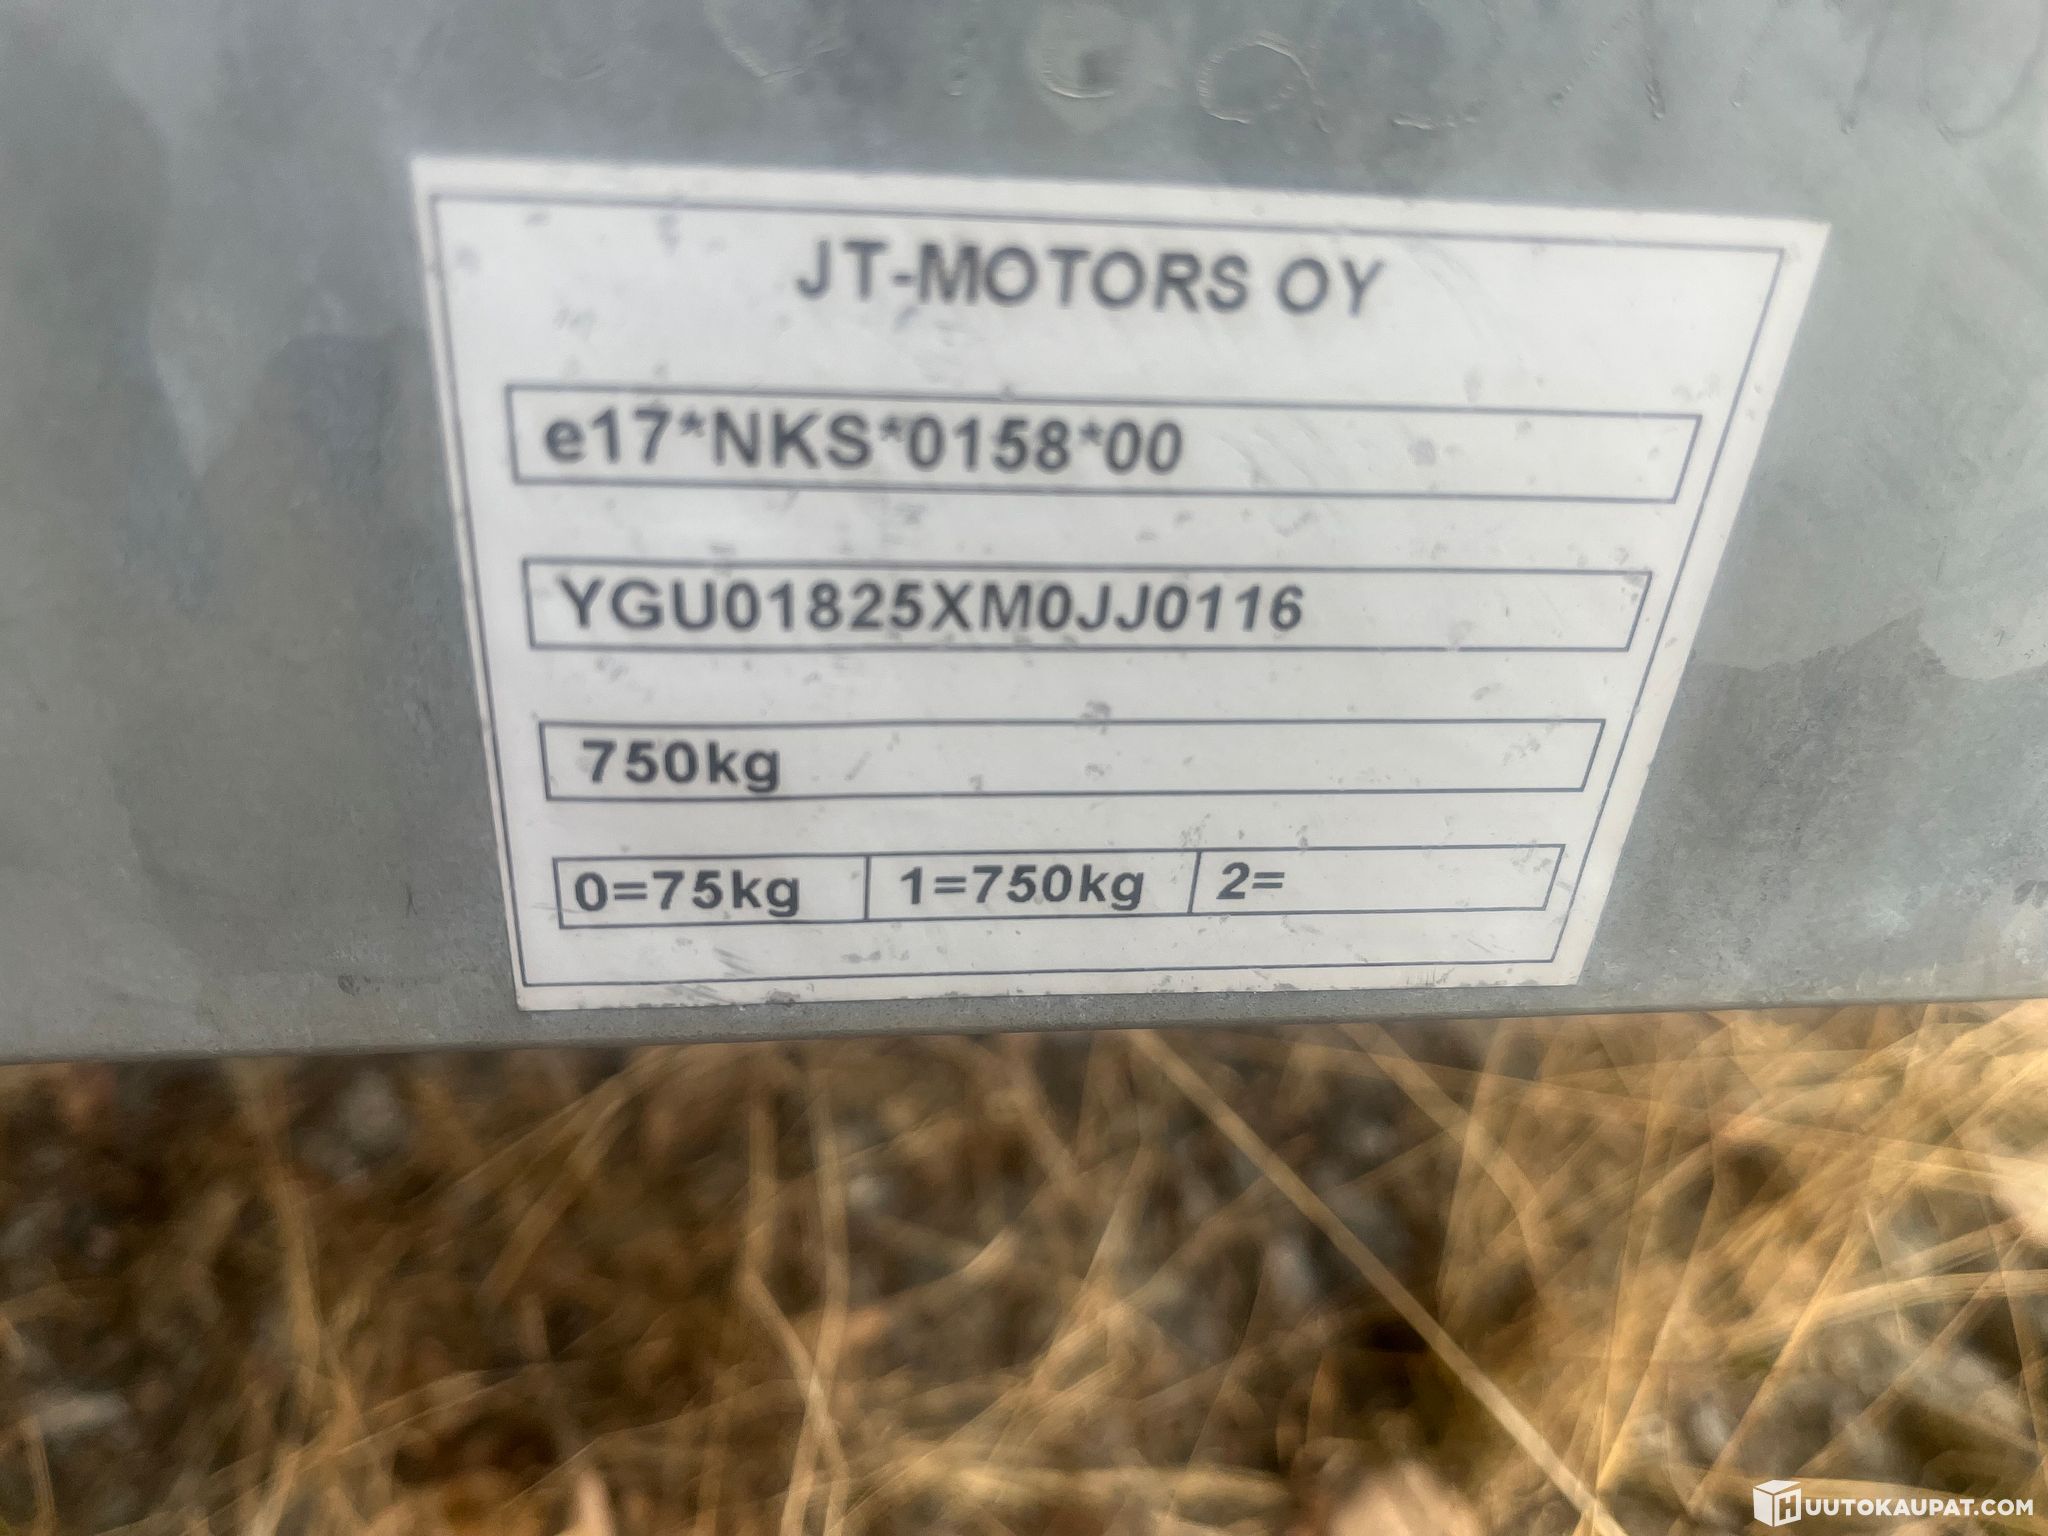 JT-MOTORS OY
e17*NKS*0158*00
YGU01825XM0JJ0116
750kg
0=75kg 1=750kg 2=
HUUTOKAUPAT.COM